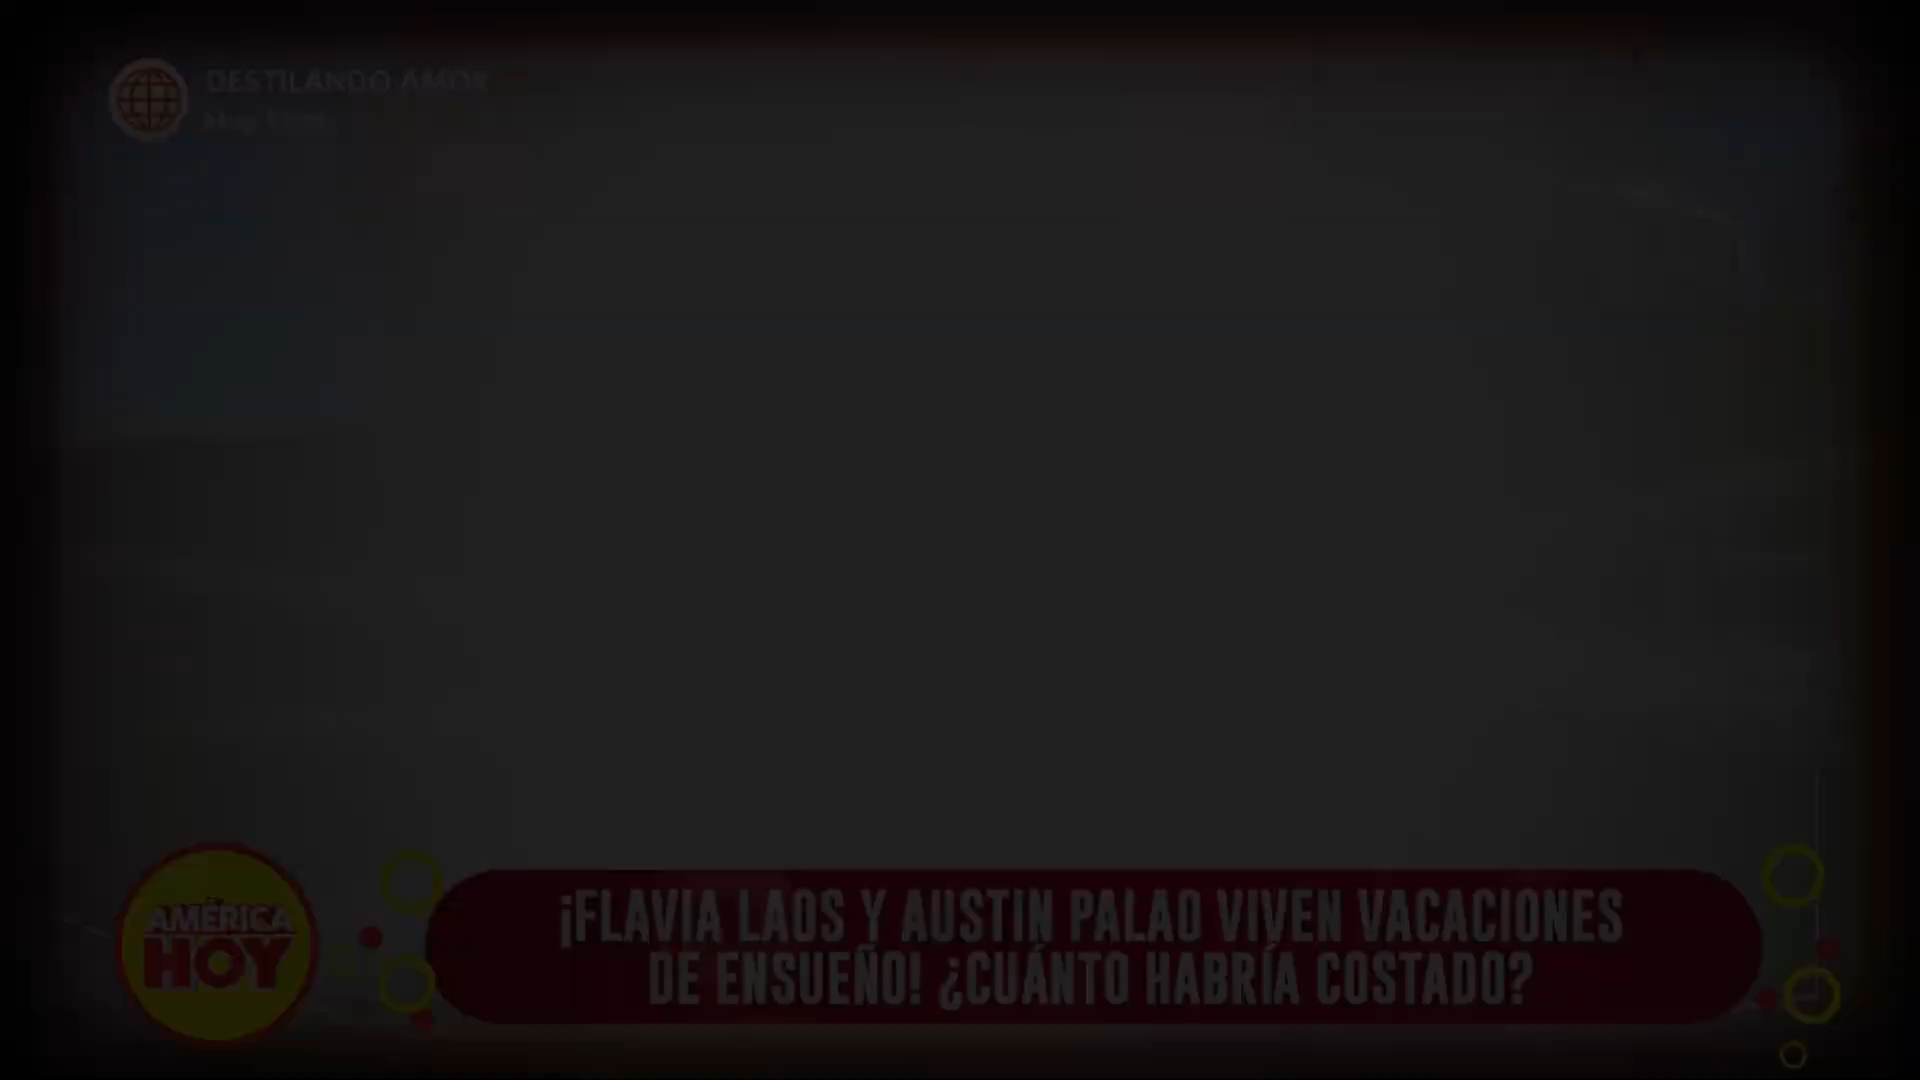 DESTILANDO AMOR
AMÉRICA
HOY
¡FLAVIA LAOS Y AUSTIN PALAO VIVEN VACACIONES
DE ENSUEÑO! ¿CUÁNTO HABRÍA COSTADO?